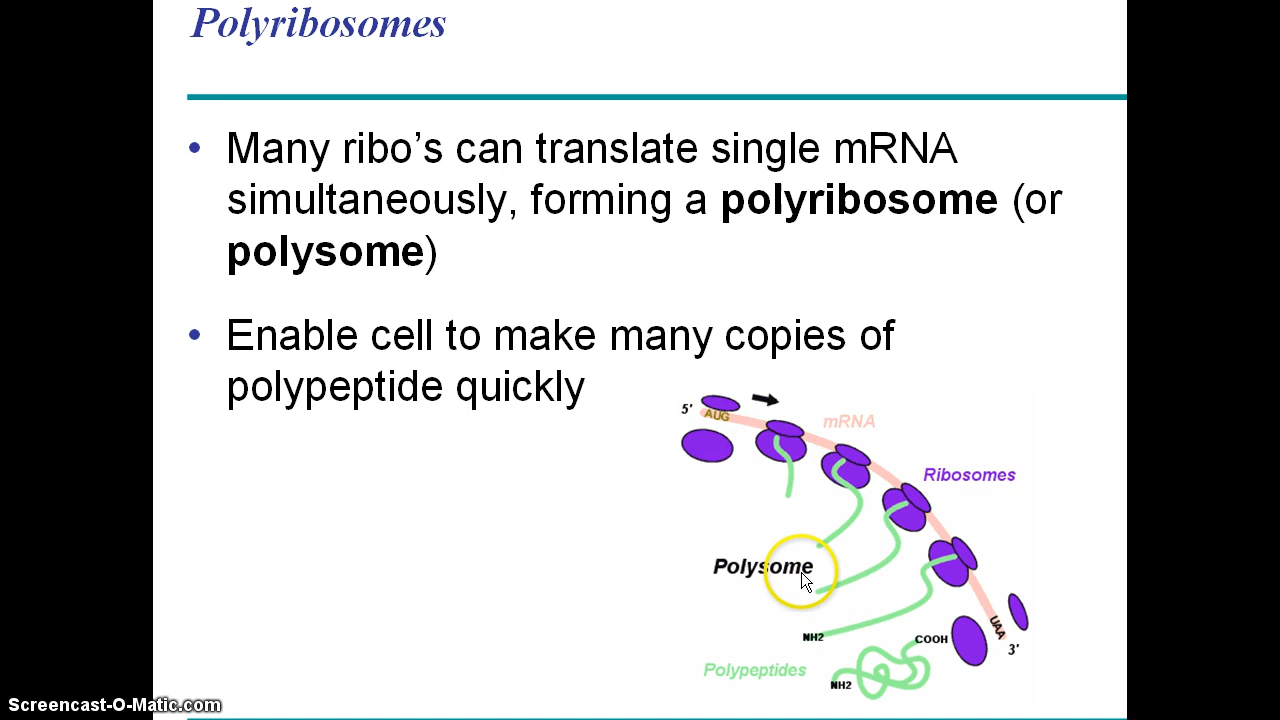 Polyribosomes
• Many ribo's can translate single mRNA
simultaneously, forming a polyribosome (or
polysome)
• Enable cell to make many copies of
polypeptide quickly
5'
AUG
mRNA
Ribosomes
Polysome
NH2
COOH
UAA
3'
Polypeptides
NH2
Screencast-O-Matic.com